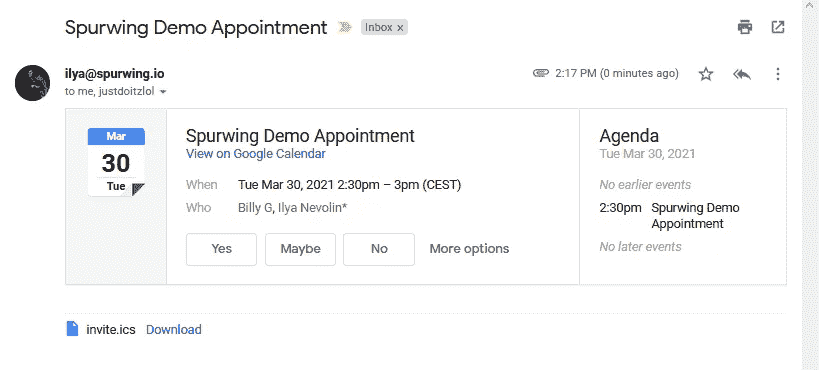 Spurwing Demo Appointment
Inbox x
ilya@spurwing.io
2:17 PM (0 minutes ago)
to me, justdoitzlol
Mar
30
Tue
Spurwing Demo Appointment
View on Google Calendar
When Tue Mar 30, 2021 2:30pm – 3pm (CEST)
Who Billy G, Ilya Nevolin*
Yes Maybe No More options
Agenda
Tue Mar 30, 2021
No earlier events
2:30pm Spurwing Demo
Appointment
No later events
invite.ics Download